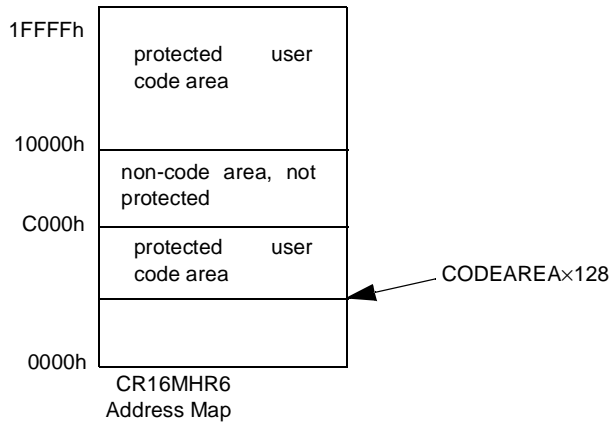 1FFFFh
protected user
code area
10000h
non-code area, not
protected
C000h
protected user
code area
CODEAREA×128
0000h
CR16MHR6
Address Map